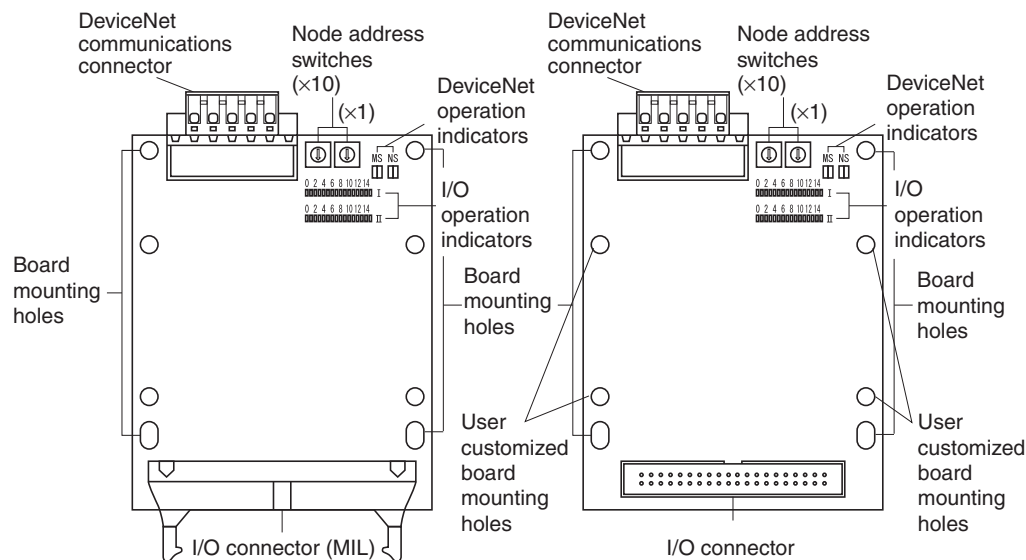 DeviceNet
communications
connector
Node address
switches
(×10)
(×1)
DeviceNet
operation
indicators
MS NS
0 2 4 6 8 10 12 14
I
0 2 4 6 8 10 12 14
II
I/O
operation
indicators
Board
mounting
holes
I/O connector (MIL)
DeviceNet
communications
connector
Node address
switches
(×10)
(×1)
DeviceNet
operation
indicators
MS NS
0 2 4 6 8 10 12 14
I
0 2 4 6 8 10 12 14
II
I/O
operation
indicators
Board
mounting
holes
Board
mounting
holes
User
customized
board
mounting
holes
User
customized
board
mounting
holes
I/O connector